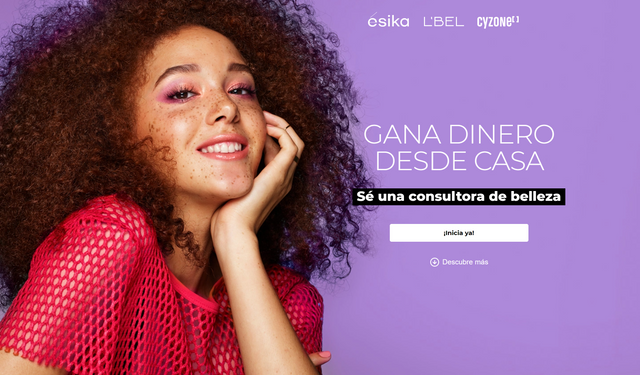 ésika L'BEL CYZONE
GANA DINERO
DESDE CASA
Sé una consultora de belleza
¡Inicia ya!
Descubre más